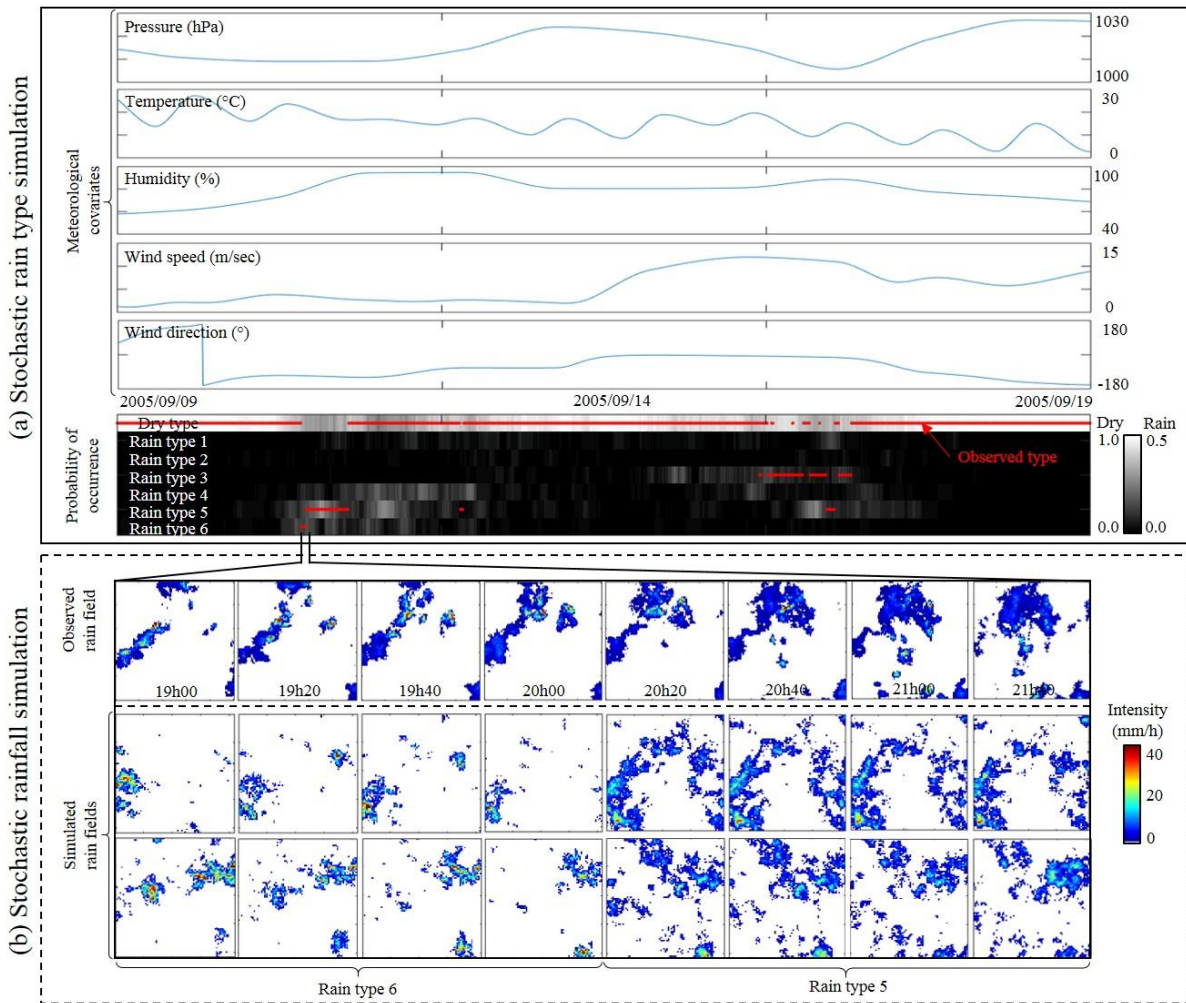 (a) Stochastic rain type simulation
Meteorological
covariates
Pressure (hPa)
1030
1000
Temperature (°C)
30
0
Humidity (%)
100
40
Wind speed (m/sec)
15
0
Wind direction (°)
180
-180
2005/09/09
2005/09/14
2005/09/19
Probability of
occurrence
Dry type
Rain type 1
Rain type 2
Rain type 3
Rain type 4
Rain type 5
Rain type 6
Observed type
Dry Rain
1.0 0.5
0.0 0.0
(b) Stochastic rainfall simulation
Observed
rain field
19h00 19h20 19h40 20h00 20h20 20h40 21h00 21h40
Simulated
rain fields
Intensity
(mm/h)
40
20
0
Rain type 6 Rain type 5